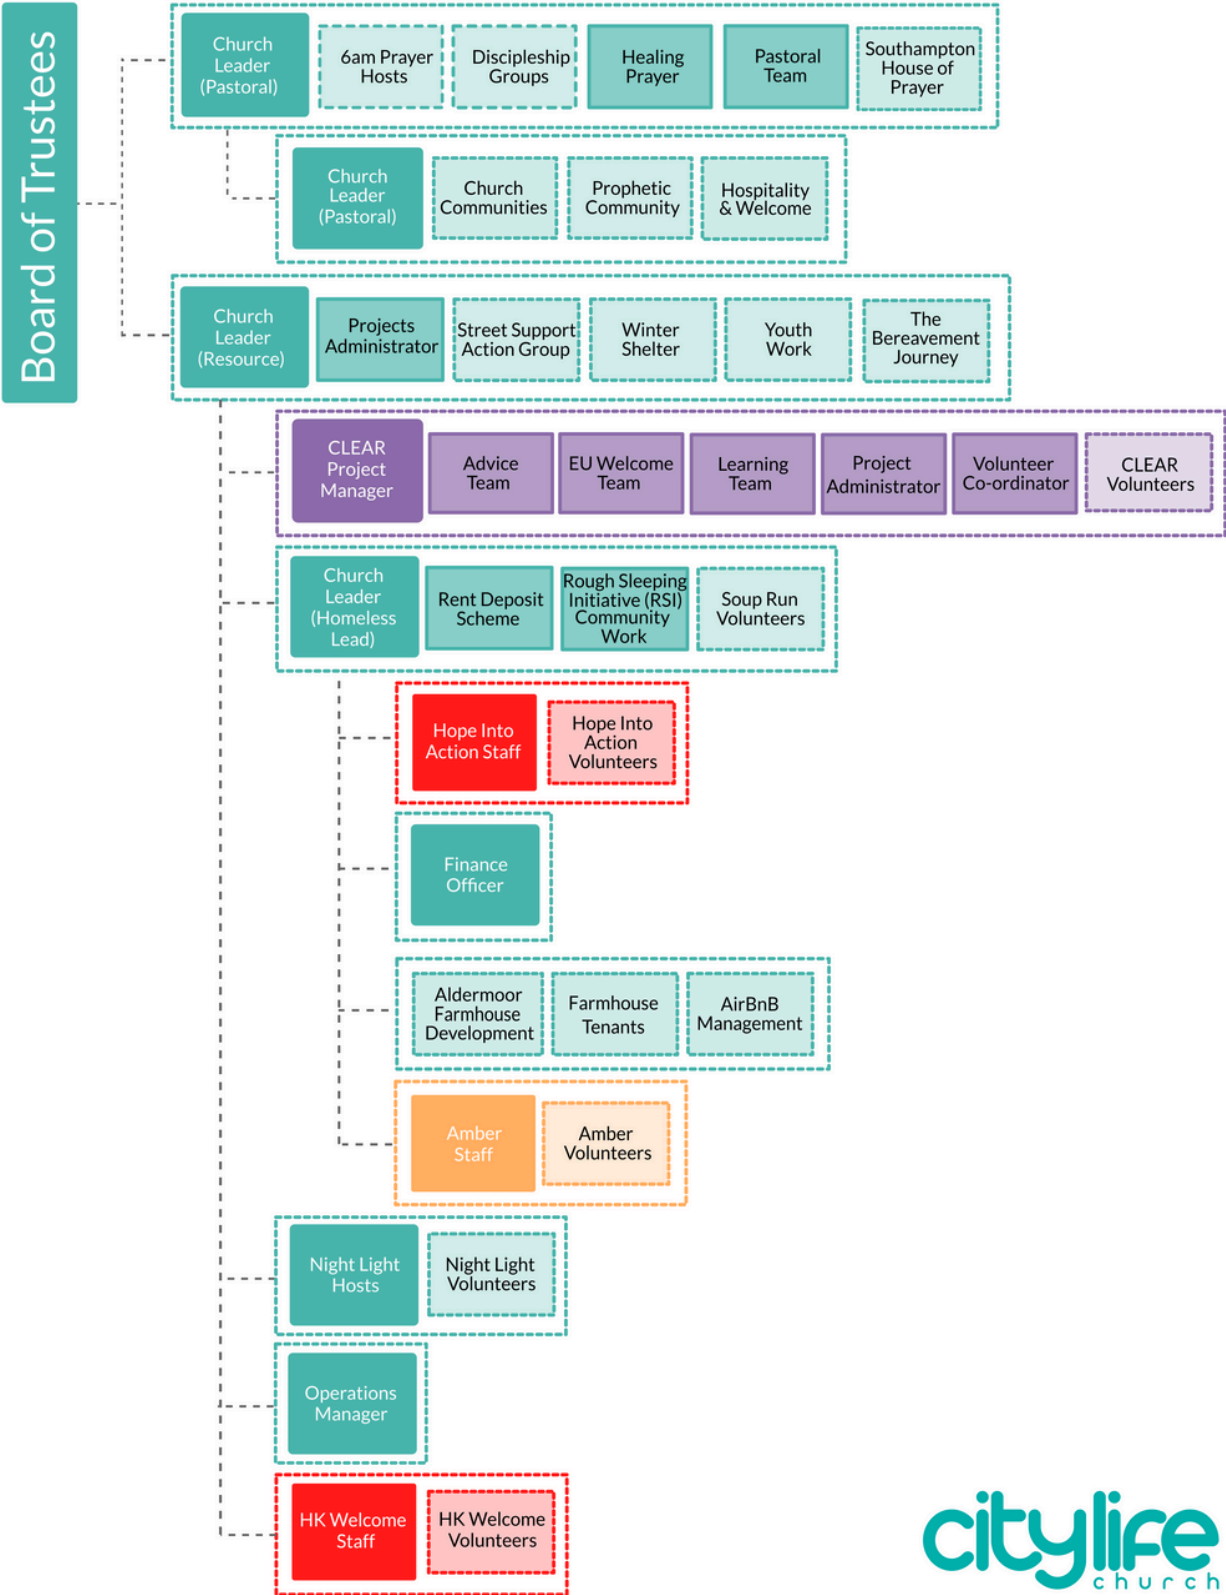 Board of Trustees
Church
Leader
(Pastoral)
6am Prayer
Hosts
Discipleship
Groups
Healing
Prayer
Pastoral
Team
Southampton
House of
Prayer
Church
Leader
(Pastoral)
Church
Communities
Prophetic
Community
Hospitality
& Welcome
Church
Leader
(Resource)
Projects
Administrator
Street Support
Action Group
Winter
Shelter
Youth
Work
The
Bereavement
Journey
CLEAR
Project
Manager
Advice
Team
EU Welcome
Team
Learning
Team
Project
Administrator
Volunteer
Co-ordinator
CLEAR
Volunteers
Church
Leader
(Homeless
Lead)
Rent Deposit
Scheme
Rough Sleeping
Initiative (RSI)
Community
Work
Soup Run
Volunteers
Hope Into
Action Staff
Hope Into
Action
Volunteers
Finance
Officer
Aldermoor
Farmhouse
Development
Farmhouse
Tenants
AirBnB
Management
Amber
Staff
Amber
Volunteers
Night Light
Hosts
Night Light
Volunteers
Operations
Manager
HK Welcome
Staff
HK Welcome
Volunteers
citylife
church